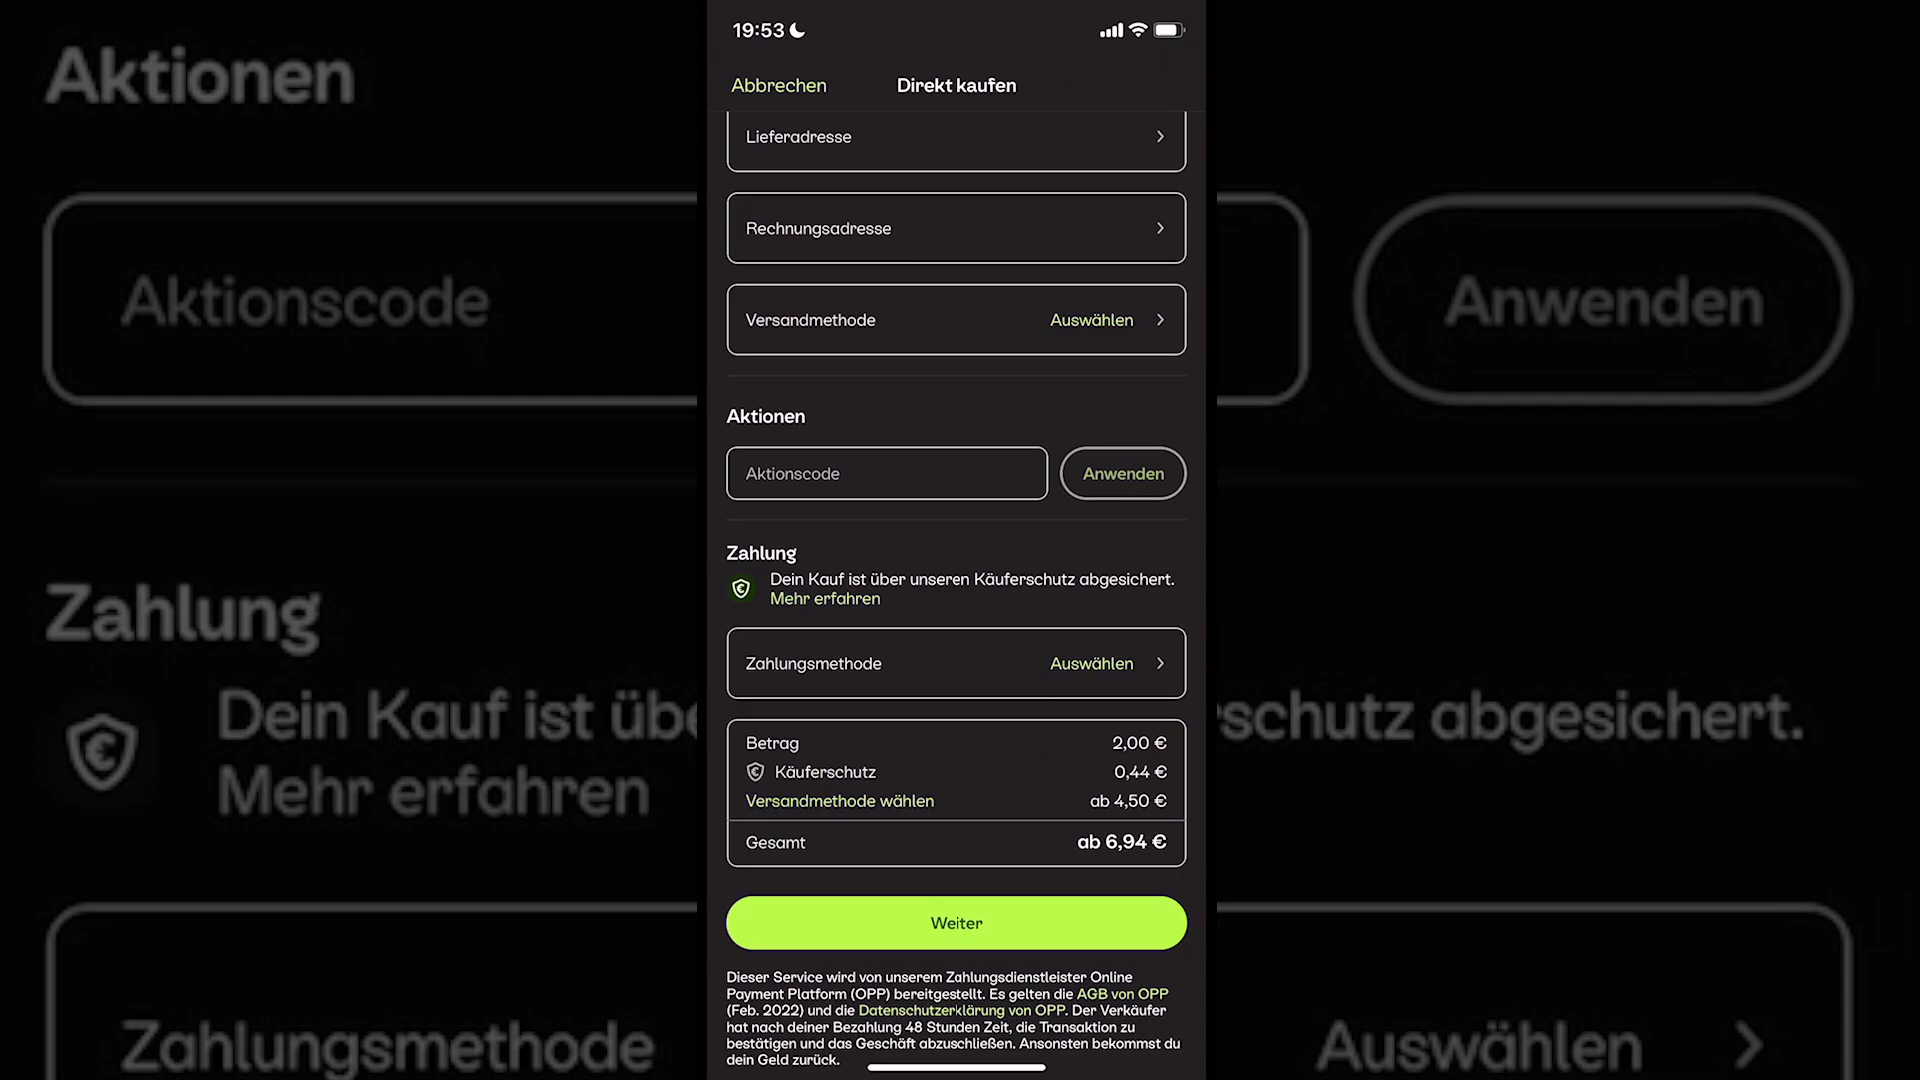 19:53
Abbrechen
Direkt kaufen
Lieferadresse
Rechnungsadresse
Versandmethode Auswählen
Aktionen
Aktionscode
Anwenden
Zahlung
Dein Kauf ist über unseren Käuferschutz abgesichert.
Mehr erfahren
Zahlungsmethode Auswählen
Betrag 2,00 €
Käuferschutz 0,44 €
Versandmethode wählen ab 4,50 €
Gesamt ab 6,94 €
Weiter
Dieser Service wird von unserem Zahlungsdienstleister Online
Payment Platform (OPP) bereitgestellt. Es gelten die AGB von OPP
(Feb. 2022) und die Datenschutzerklärung von OPP. Der Verkäufer
hat nach deiner Bezahlung 48 Stunden Zeit, die Transaktion zu
bestätigen und das Geschäft abzuschließen. Ansonsten bekommst du
dein Geld zurück.
Aktionen
Aktionscode
Anwenden
Zahlung
Dein Kauf ist übe
schutz abgesichert.
Mehr erfahren
Zahlungsmethode
Auswählen